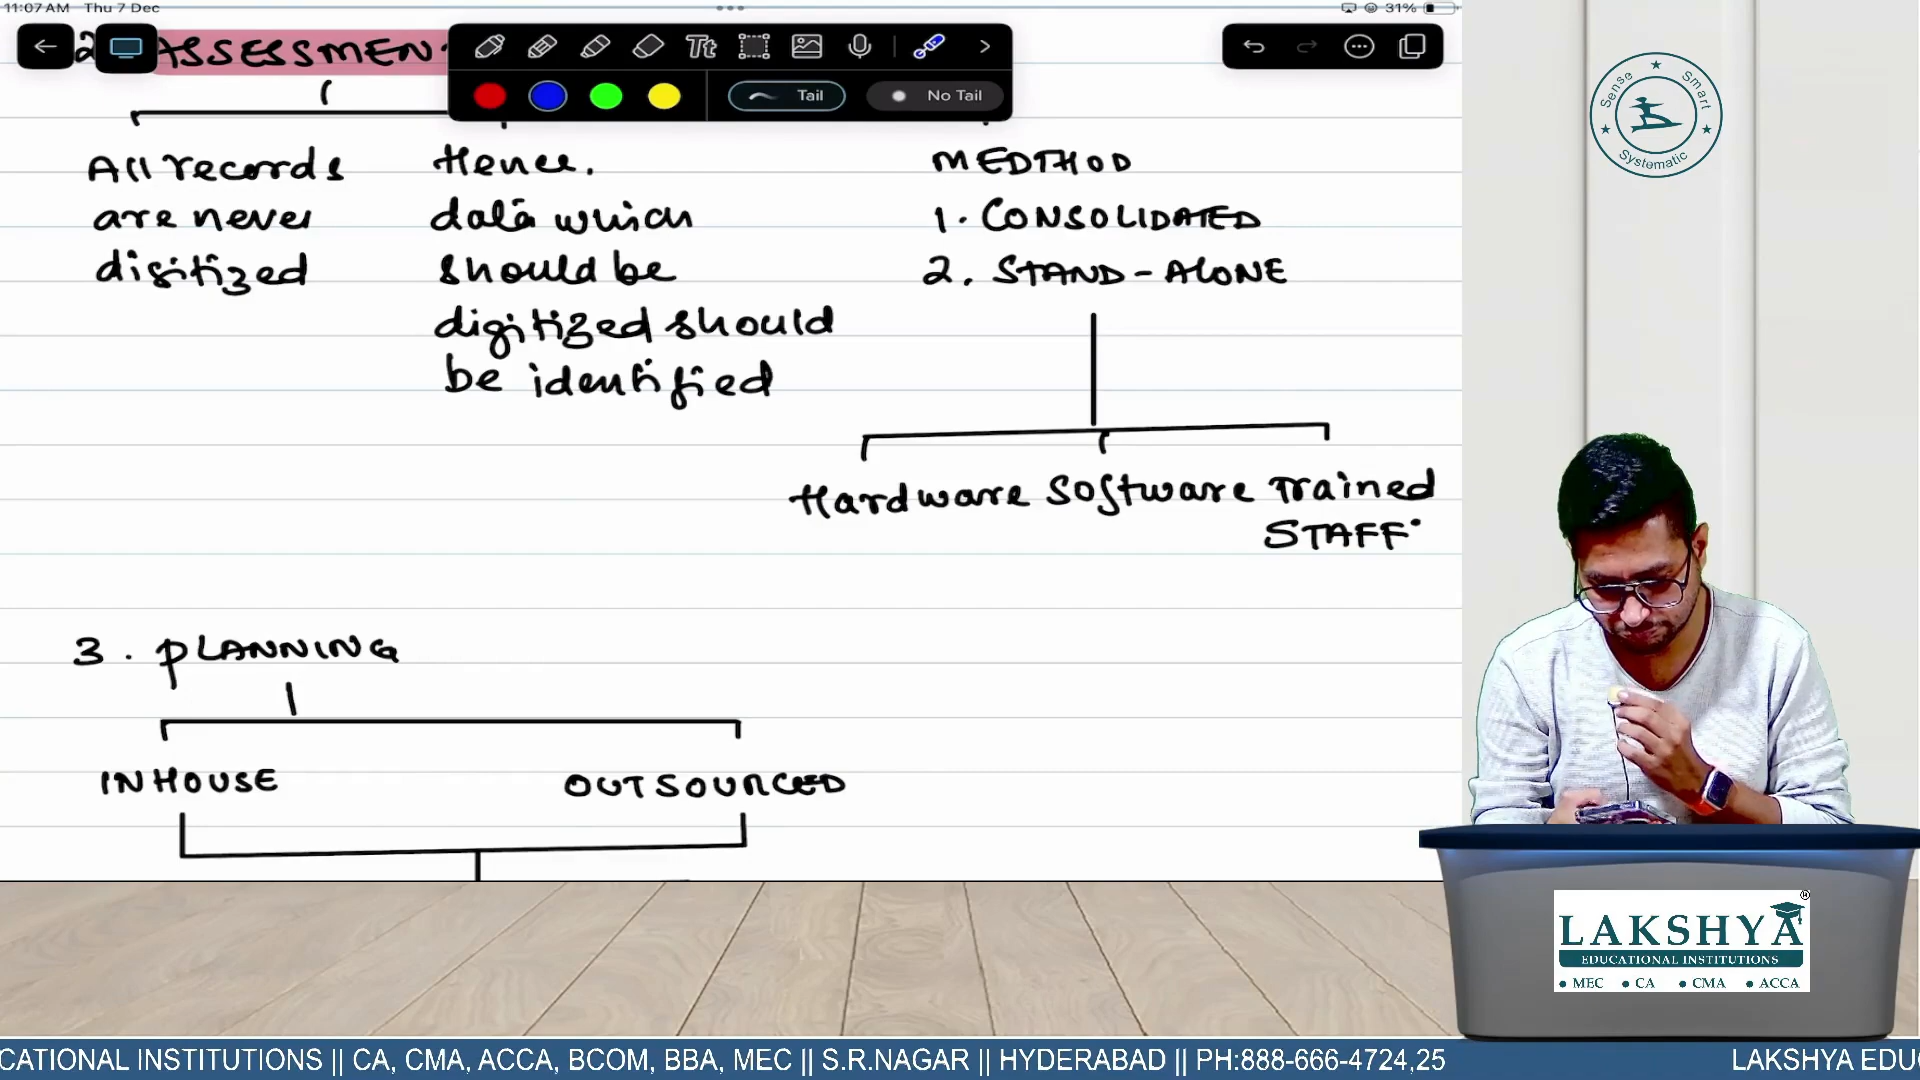 11:07 AM Thu 7 Dec
31%
2
ASSESSMEN
Tt
Tail
No Tail
All records
are never
digitized
Hence.
data which
should be
digitized should
be identified
MEDTHOD
1. CONSOLIDATED
2. STAND-ALONE
Hardware Software Trained
STAFF
3. PLANNING
INHOUSE
OUTSOURCED
Sense
Smart
Systematic
LAKSHYA
EDUCATIONAL INSTITUTIONS
• MEC • CA • CMA • ACCA
CATIONAL INSTITUTIONS || CA, CMA, ACCA, BCOM, BBA, MEC || S.R.NAGAR || HYDERABAD || PH:888-666-4724,25
LAKSHYA EDU